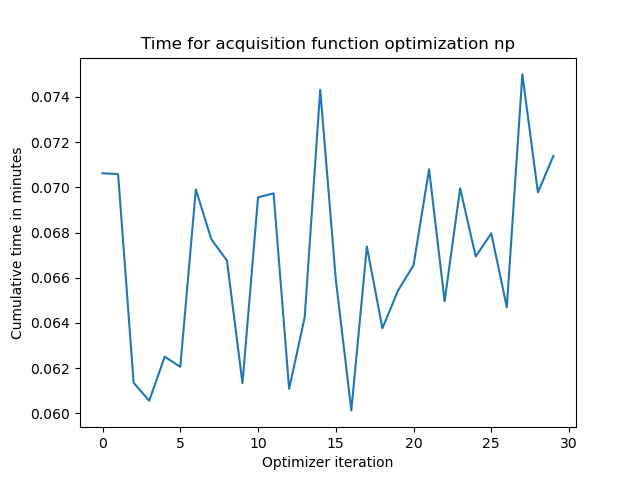 Time for acquisition function optimization np
Cumulative time in minutes
0.074
0.072
0.070
0.068
0.066
0.064
0.062
0.060
0 5 10 15 20 25 30
Optimizer iteration